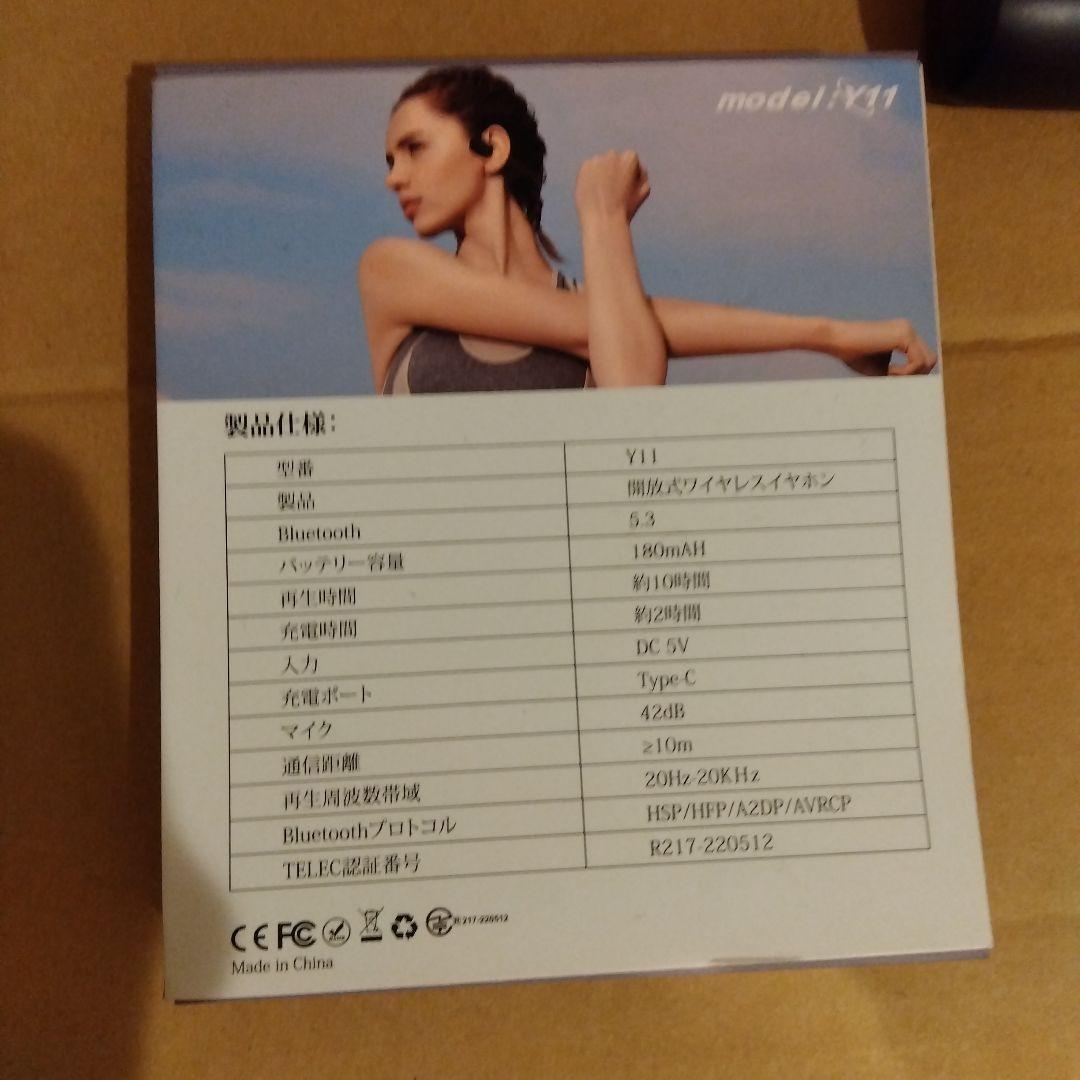 model:Y11
製品仕様:
型番 Y11
製品 開放式ワイヤレスイヤホン
Bluetooth 5.3
バッテリー容量 180mAH
再生時間 約10時間
充電時間 約2時間
入力 DC 5V
充電ポート Type-C
マイク 42dB
通信距離 ≥10m
再生周波数帯域 20Hz-20KHz
Bluetoothプロトコル HSP/HFP/A2DP/AVRCP
TELEC認証番号 R217-220512
CE FC R 217-220512
Made in China